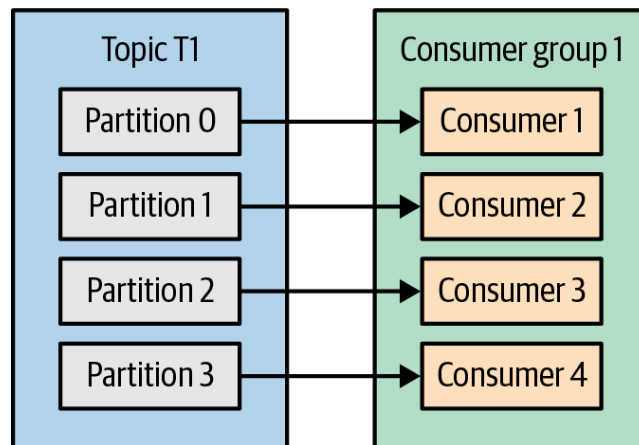 Topic T1
Partition 0
Partition 1
Partition 2
Partition 3
Consumer group 1
Consumer 1
Consumer 2
Consumer 3
Consumer 4